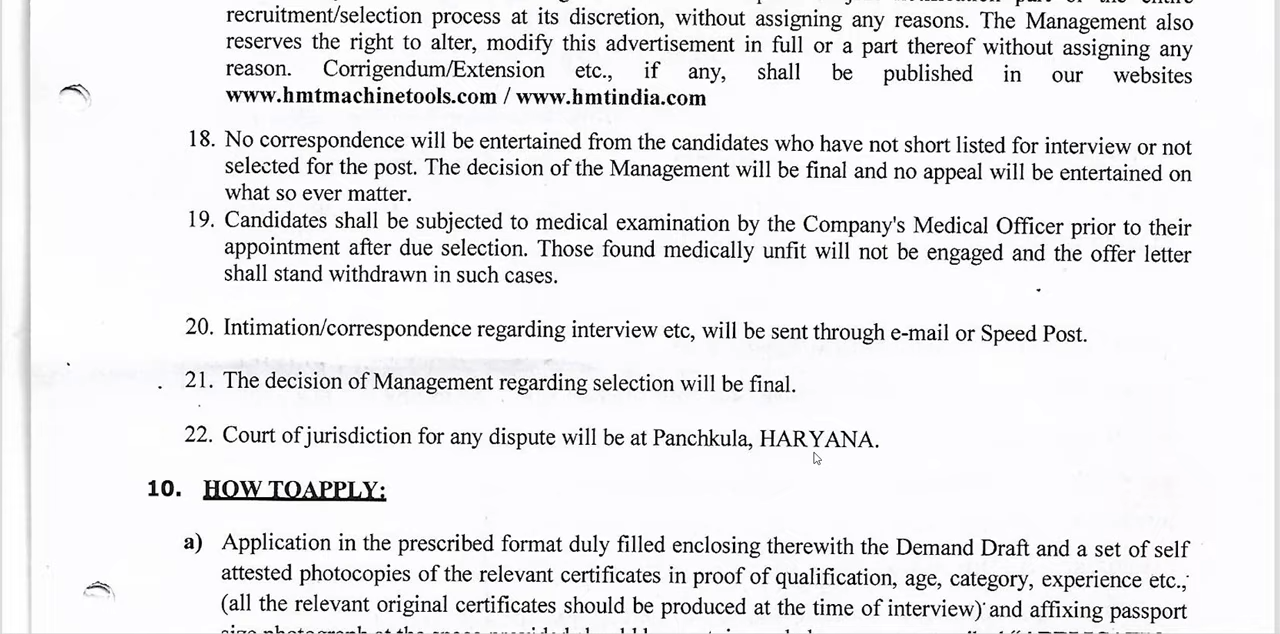 recruitment/selection process at its discretion, without assigning any reasons. The Management also
reserves the right to alter, modify this advertisement in full or a part thereof without assigning any
reason. Corrigendum/Extension etc., if any, shall be published in our websites
www.hmtmachinetools.com / www.hmtindia.com
18. No correspondence will be entertained from the candidates who have not short listed for interview or not
selected for the post. The decision of the Management will be final and no appeal will be entertained on
what so ever matter.
19. Candidates shall be subjected to medical examination by the Company's Medical Officer prior to their
appointment after due selection. Those found medically unfit will not be engaged and the offer letter
shall stand withdrawn in such cases.
20. Intimation/correspondence regarding interview etc, will be sent through e-mail or Speed Post.
21. The decision of Management regarding selection will be final.
22. Court of jurisdiction for any dispute will be at Panchkula, HARYANA.
10. HOW TOAPPLY:
a) Application in the prescribed format duly filled enclosing therewith the Demand Draft and a set of self
attested photocopies of the relevant certificates in proof of qualification, age, category, experience etc.,;
(all the relevant original certificates should be produced at the time of interview) and affixing passport